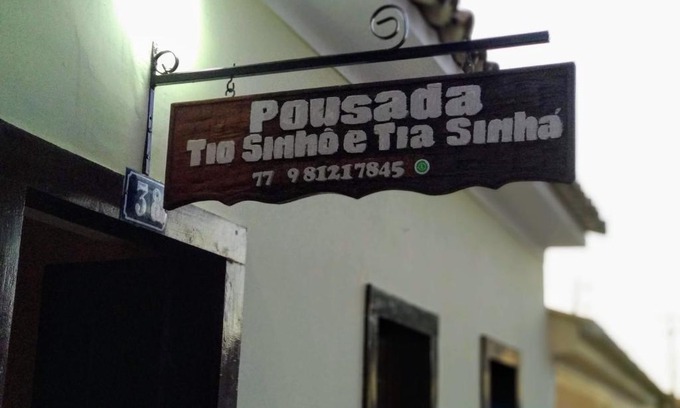 Pousada
Tio Sinhô e Tia Sinhá
77 981217845